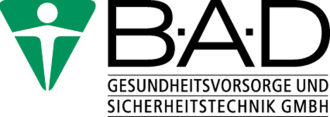 B·A·D
GESUNDHEITSVORSORGE UND
SICHERHEITSTECHNIK GMBH